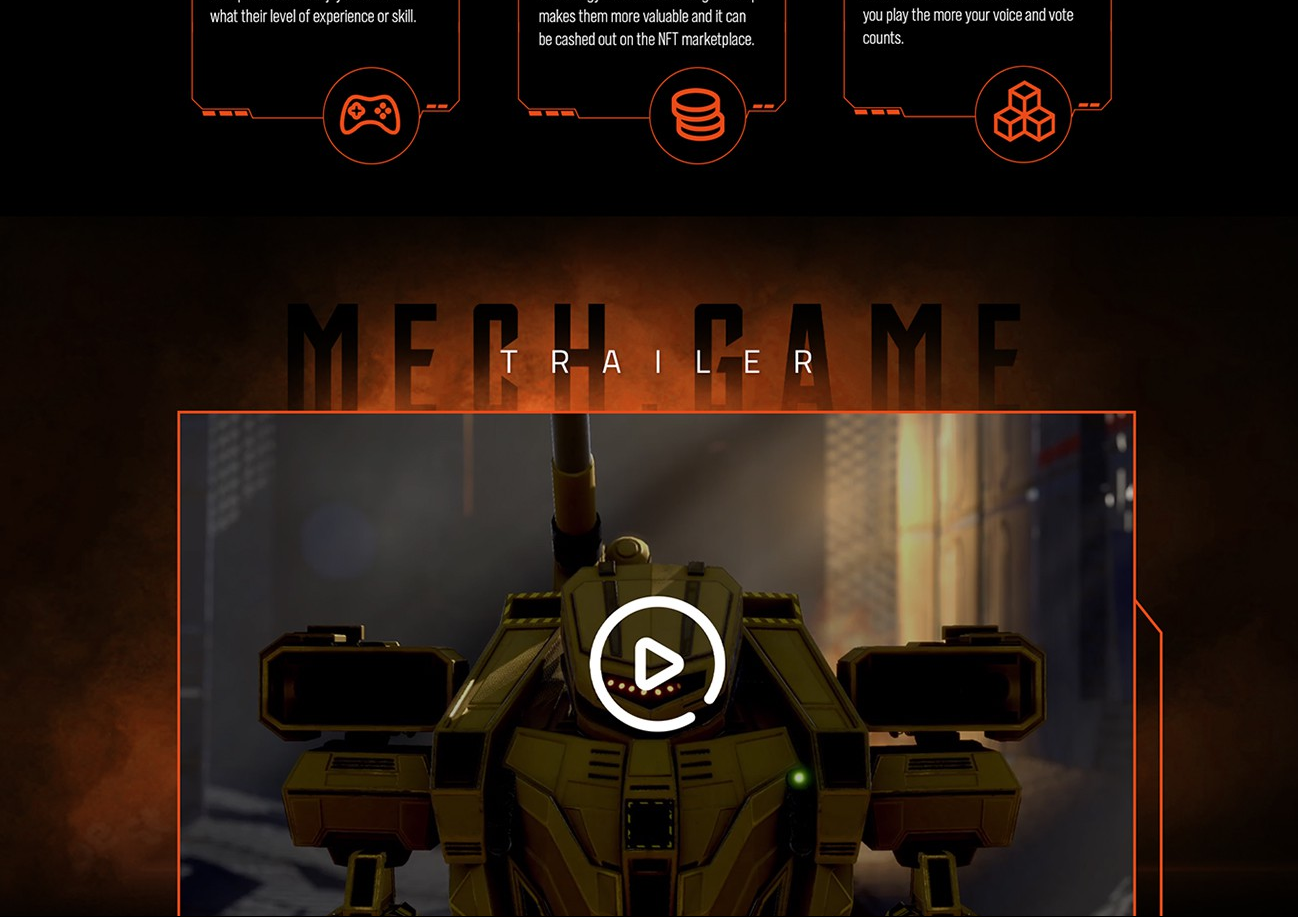 what their level of experience or skill.
makes them more valuable and it can
be cashed out on the NFT marketplace.
you play the more your voice and vote
counts.
MECH.GAME
TRAILER